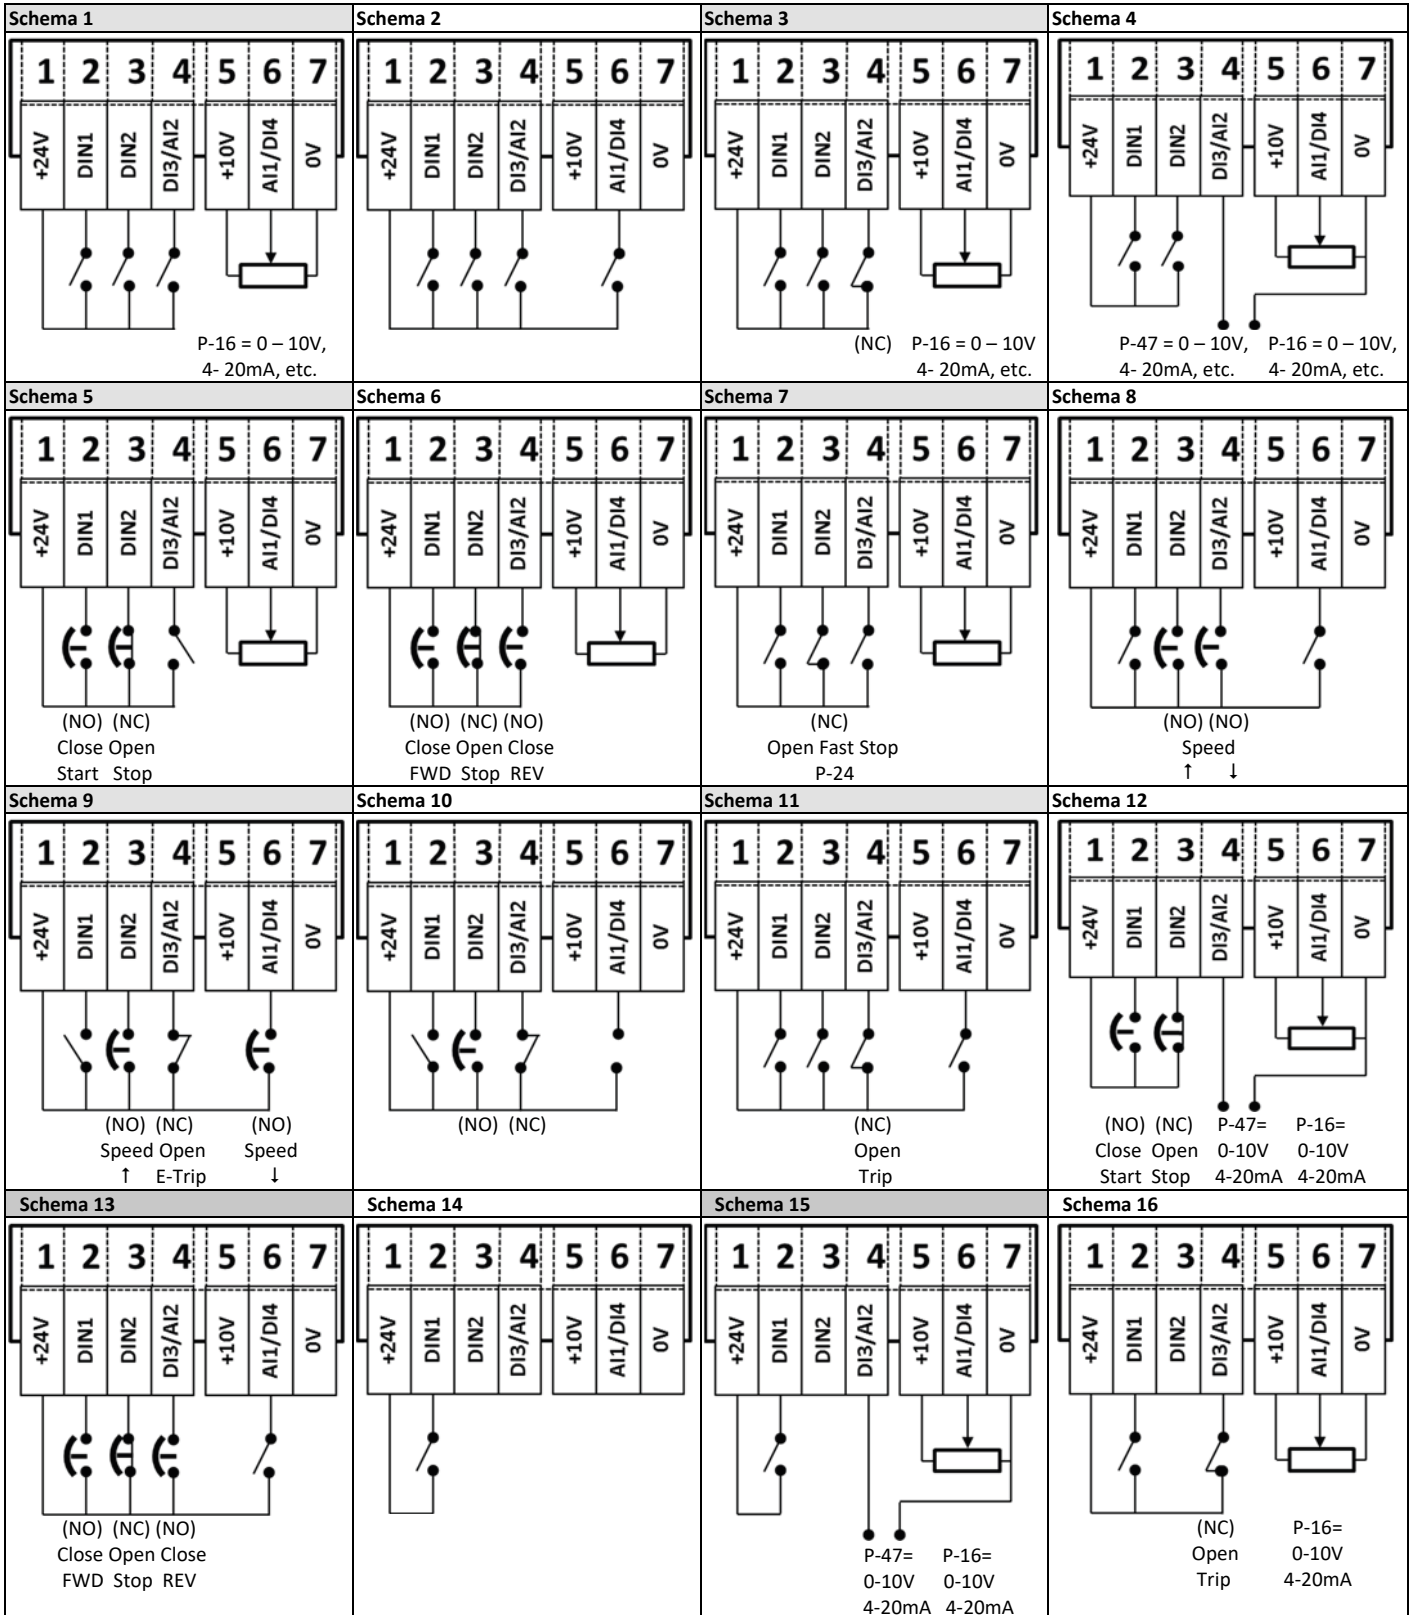 Schema 1
1 2 3 4 5 6 7
+24V DIN1 DIN2 DI3/AI2 +10V AI1/DI4 0V
P-16 = 0 – 10V,
4- 20mA, etc.
Schema 2
1 2 3 4 5 6 7
+24V DIN1 DIN2 DI3/AI2 +10V AI1/DI4 0V
Schema 3
1 2 3 4 5 6 7
+24V DIN1 DIN2 DI3/AI2 +10V AI1/DI4 0V
(NC) P-16 = 0 – 10V
4- 20mA, etc.
Schema 4
1 2 3 4 5 6 7
+24V DIN1 DIN2 DI3/AI2 +10V AI1/DI4 0V
P-47 = 0 – 10V, P-16 = 0 – 10V,
4- 20mA, etc. 4- 20mA, etc.
Schema 5
1 2 3 4 5 6 7
+24V DIN1 DIN2 DI3/AI2 +10V AI1/DI4 0V
(NO) (NC)
Close Open
Start Stop
Schema 6
1 2 3 4 5 6 7
+24V DIN1 DIN2 DI3/AI2 +10V AI1/DI4 0V
(NO) (NC) (NO)
Close Open Close
FWD Stop REV
Schema 7
1 2 3 4 5 6 7
+24V DIN1 DIN2 DI3/AI2 +10V AI1/DI4 0V
(NC)
Open Fast Stop
P-24
Schema 8
1 2 3 4 5 6 7
+24V DIN1 DIN2 DI3/AI2 +10V AI1/DI4 0V
(NO) (NO)
Speed
↑ ↓
Schema 9
1 2 3 4 5 6 7
+24V DIN1 DIN2 DI3/AI2 +10V AI1/DI4 0V
(NO) (NC) (NO)
Speed Open Speed
↑ E-Trip ↓
Schema 10
1 2 3 4 5 6 7
+24V DIN1 DIN2 DI3/AI2 +10V AI1/DI4 0V
(NO) (NC)
Schema 11
1 2 3 4 5 6 7
+24V DIN1 DIN2 DI3/AI2 +10V AI1/DI4 0V
(NC)
Open
Trip
Schema 12
1 2 3 4 5 6 7
+24V DIN1 DIN2 DI3/AI2 +10V AI1/DI4 0V
(NO) (NC) P-47= P-16=
Close Open 0-10V 0-10V
Start Stop 4-20mA 4-20mA
Schema 13
1 2 3 4 5 6 7
+24V DIN1 DIN2 DI3/AI2 +10V AI1/DI4 0V
(NO) (NC) (NO)
Close Open Close
FWD Stop REV
Schema 14
1 2 3 4 5 6 7
+24V DIN1 DIN2 DI3/AI2 +10V AI1/DI4 0V
Schema 15
1 2 3 4 5 6 7
+24V DIN1 DIN2 DI3/AI2 +10V AI1/DI4 0V
P-47= P-16=
0-10V 0-10V
4-20mA 4-20mA
Schema 16
1 2 3 4 5 6 7
+24V DIN1 DIN2 DI3/AI2 +10V AI1/DI4 0V
(NC) P-16=
Open 0-10V
Trip 4-20mA